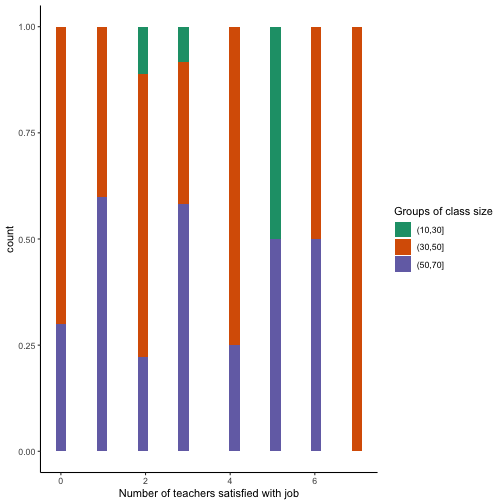 1.00
0.75
0.50
0.25
0.00
count
0 2 4 6
Number of teachers satisfied with job
Groups of class size
(10,30]
(30,50]
(50,70]